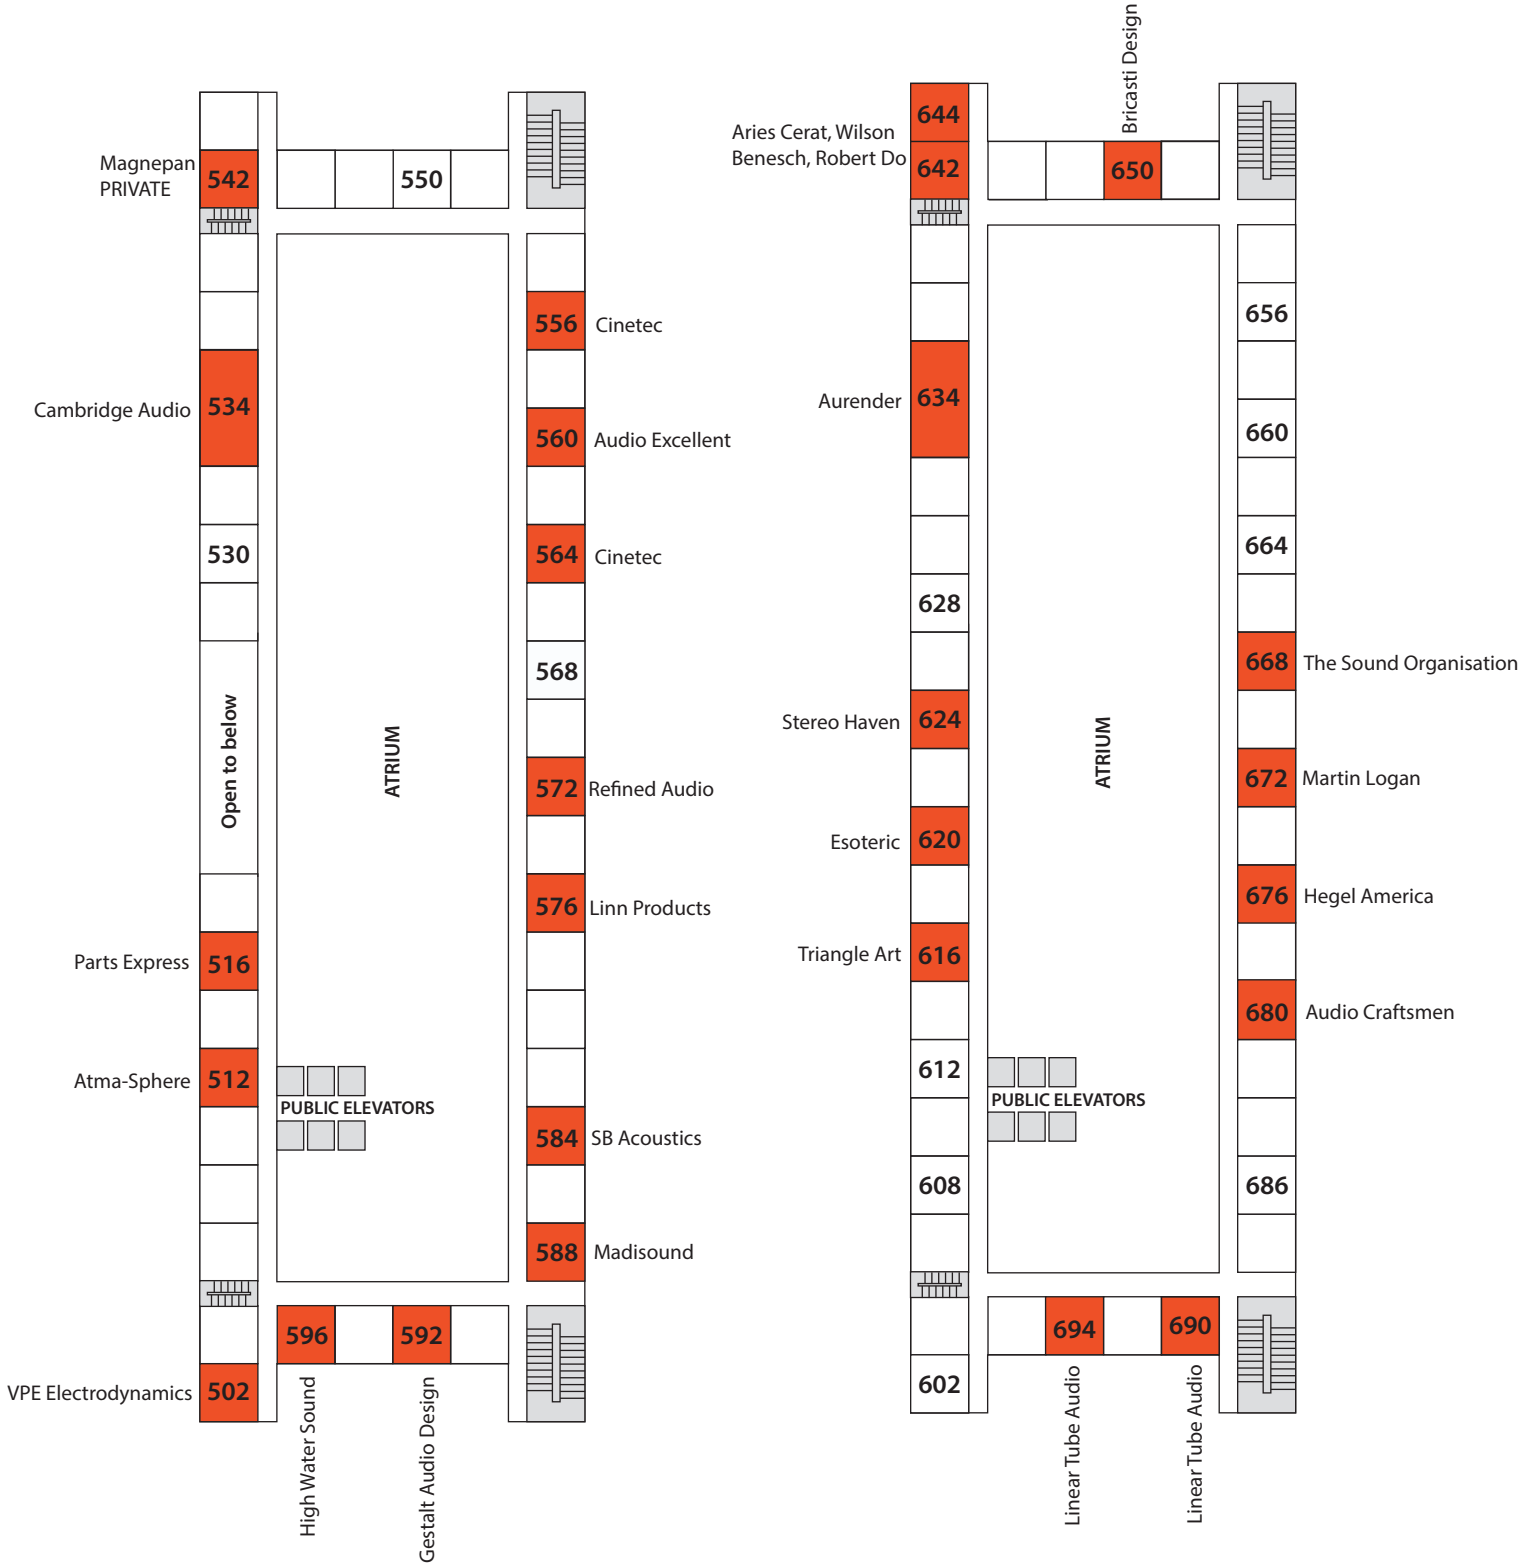 Magnepan
PRIVATE
542
550
Cambridge Audio
534
530
Open to below
Parts Express
516
Atma-Sphere
512
VPE Electrodynamics
502
ATRIUM
PUBLIC ELEVATORS
556
Cinetec
560
Audio Excellent
564
Cinetec
568
572
Refined Audio
576
Linn Products
584
SB Acoustics
588
Madisound
596
592
High Water Sound
Gestalt Audio Design
Bricasti Design
Aries Cerat, Wilson
Benesch, Robert Do
644
642
650
Aurender
634
628
Stereo Haven
624
Esoteric
620
Triangle Art
616
612
608
602
ATRIUM
PUBLIC ELEVATORS
656
660
664
668
The Sound Organisation
672
Martin Logan
676
Hegel America
680
Audio Craftsmen
686
694
690
Linear Tube Audio
Linear Tube Audio